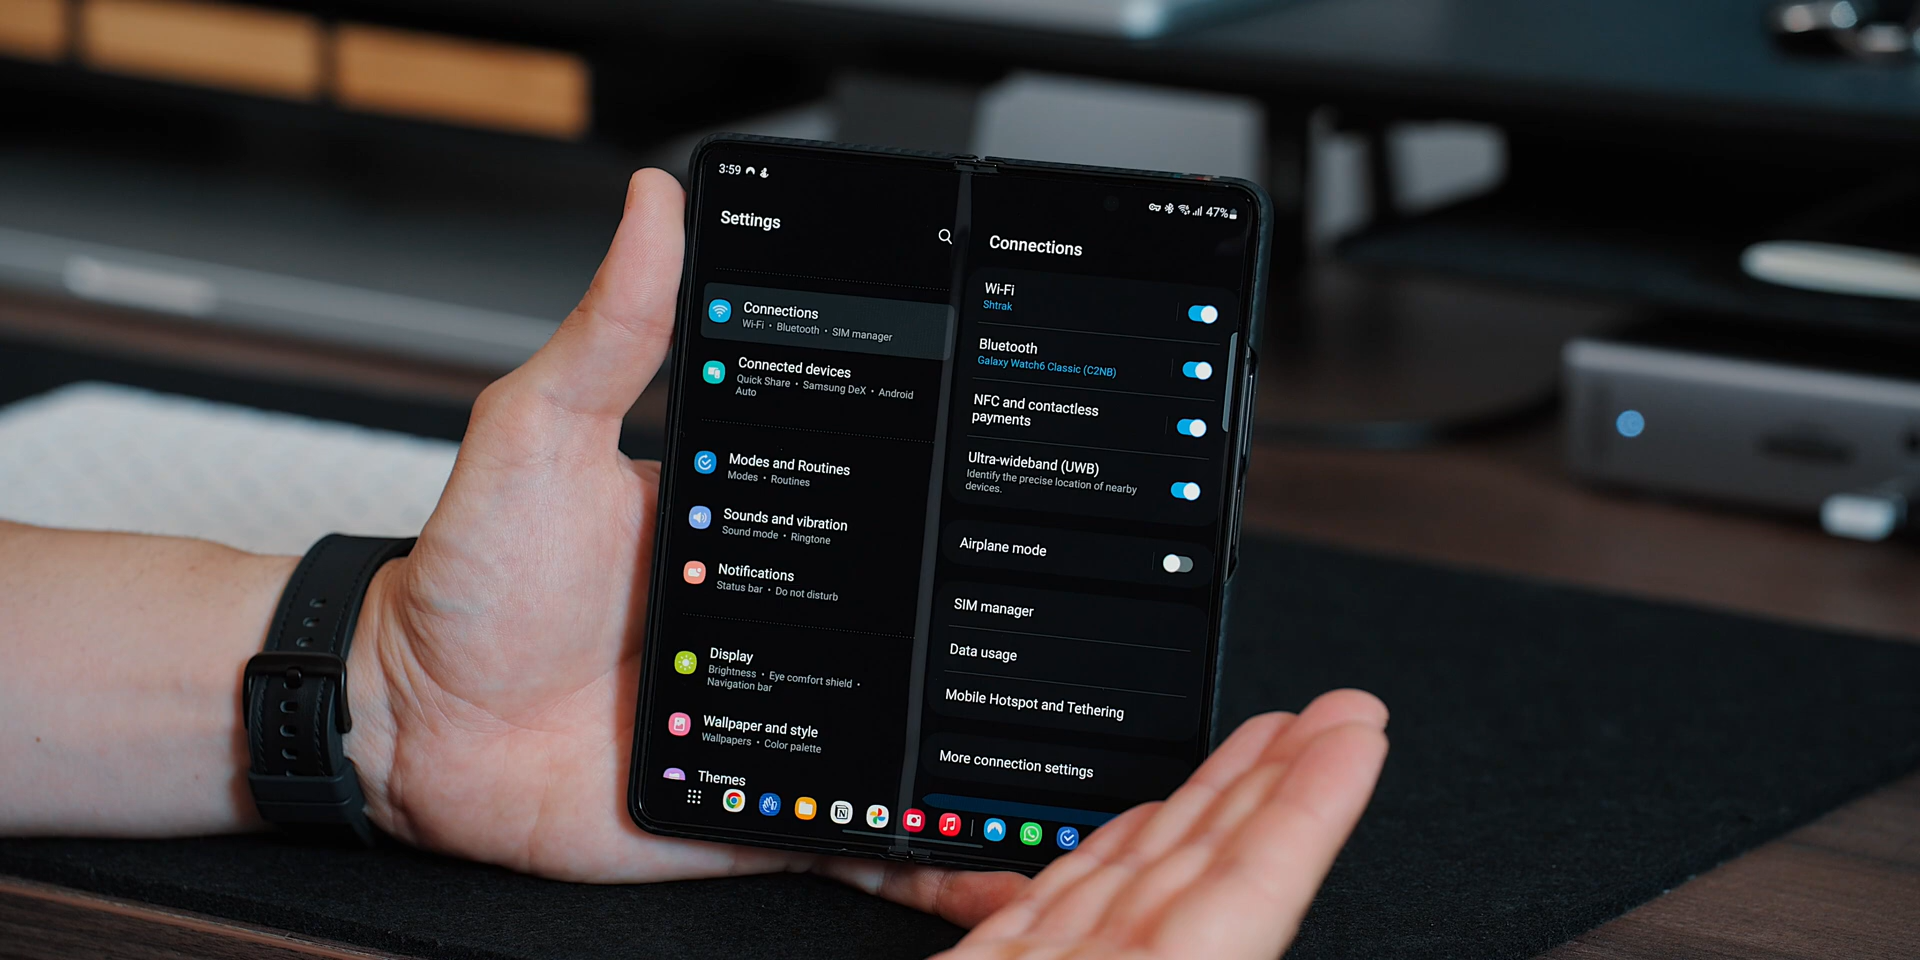 3:59
47%
Settings
Connections
Wi-Fi • Bluetooth • SIM manager
Connected devices
Quick Share • Samsung DeX • Android
Auto
Modes and Routines
Modes • Routines
Sounds and vibration
Sound mode • Ringtone
Notifications
Status bar • Do not disturb
Display
Brightness • Eye comfort shield •
Navigation bar
Wallpaper and style
Wallpapers • Color palette
Themes
Connections
Wi-Fi
Shtrak
Bluetooth
Galaxy Watch6 Classic (C2NB)
NFC and contactless
payments
Ultra-wideband (UWB)
Identify the precise location of nearby
devices.
Airplane mode
SIM manager
Data usage
Mobile Hotspot and Tethering
More connection settings